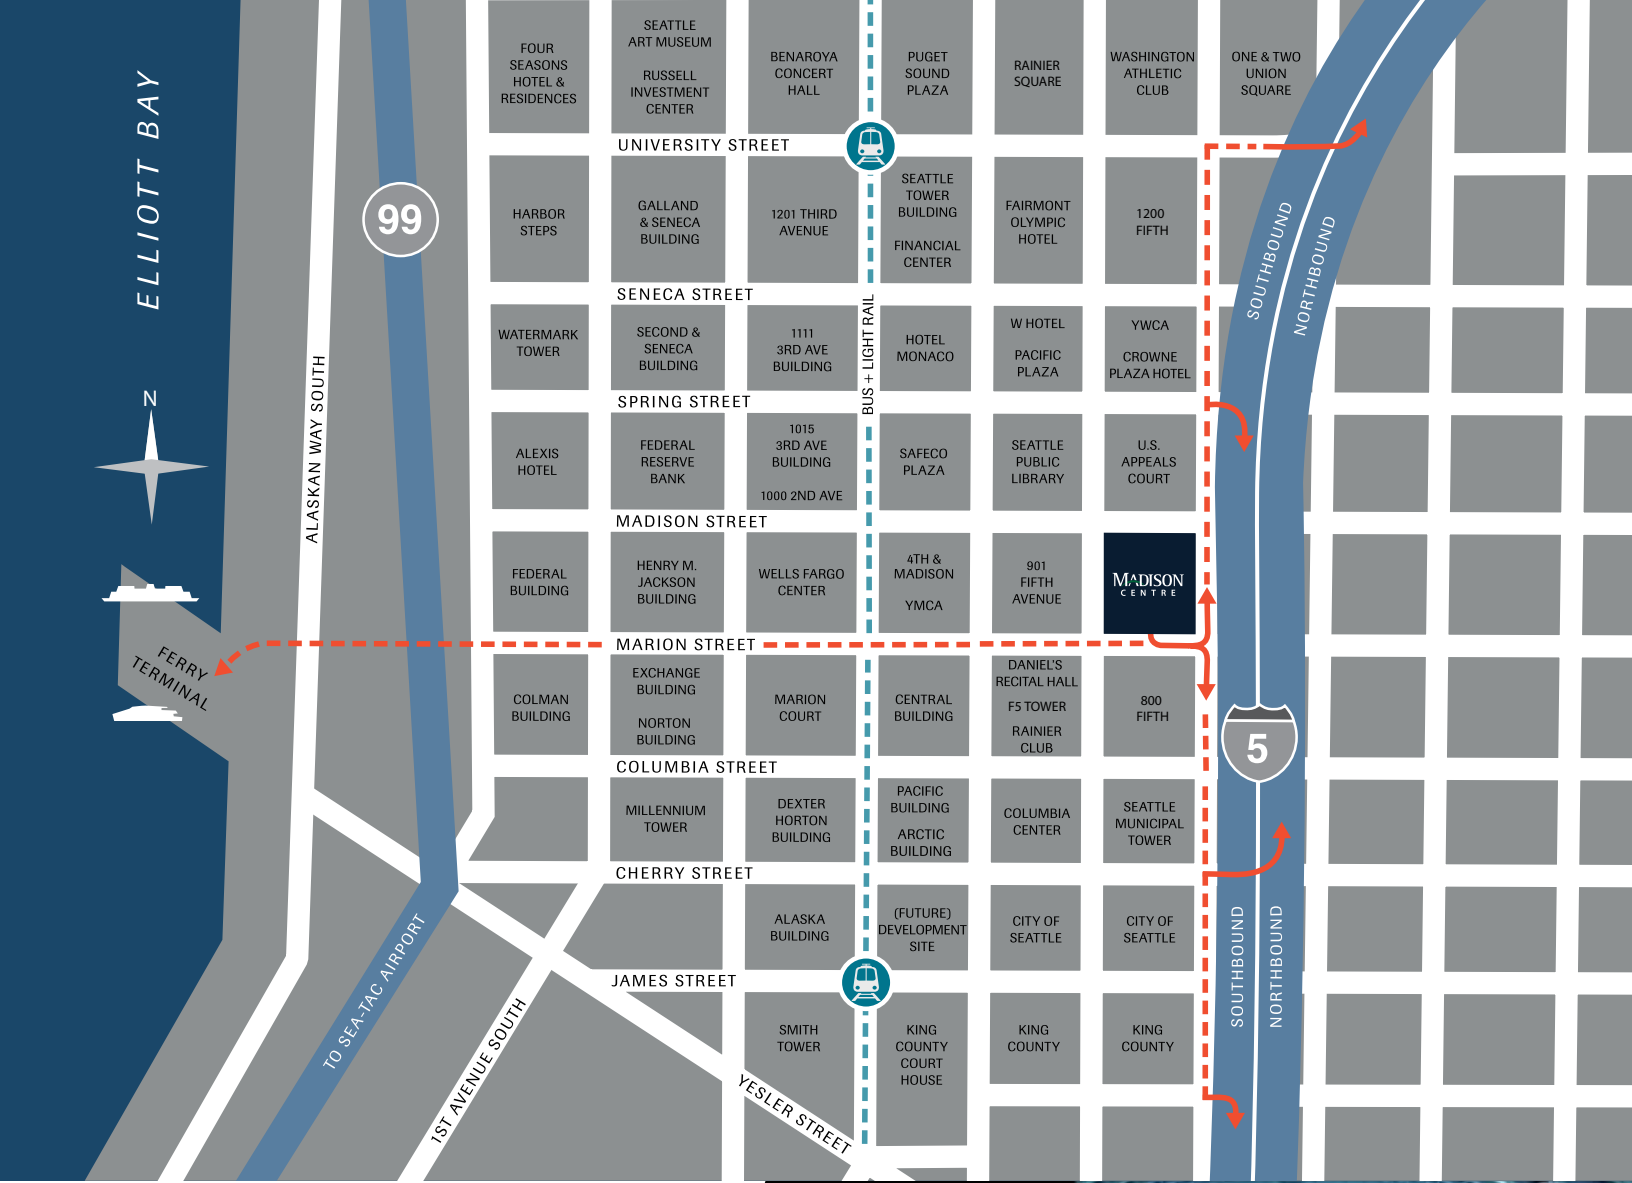 FOUR
SEASONS
HOTEL &
RESIDENCES
SEATTLE
ART MUSEUM
RUSSELL
INVESTMENT
CENTER
BENAROYA
CONCERT
HALL
PUGET
SOUND
PLAZA
RAINIER
SQUARE
WASHINGTON
ATHLETIC
CLUB
ONE & TWO
UNION
SQUARE
UNIVERSITY STREET
ELLIOTT BAY
99
HARBOR
STEPS
GALLAND
& SENECA
BUILDING
1201 THIRD
AVENUE
SEATTLE
TOWER
BUILDING
FINANCIAL
CENTER
FAIRMONT
OLYMPIC
HOTEL
1200
FIFTH
SOUTHBOUND
NORTHBOUND
SENECA STREET
WATERMARK
TOWER
SECOND &
SENECA
BUILDING
1111
3RD AVE
BUILDING
BUS + LIGHT RAIL
HOTEL
MONACO
W HOTEL
PACIFIC
PLAZA
YWCA
CROWNE
PLAZA HOTEL
SPRING STREET
N
ALASKAN WAY SOUTH
ALEXIS
HOTEL
FEDERAL
RESERVE
BANK
1015
3RD AVE
BUILDING
1000 2ND AVE
SAFECO
PLAZA
SEATTLE
PUBLIC
LIBRARY
U.S.
APPEALS
COURT
MADISON STREET
FEDERAL
BUILDING
HENRY M.
JACKSON
BUILDING
WELLS FARGO
CENTER
4TH &
MADISON
YMCA
901
FIFTH
AVENUE
MADISON
CENTRE
MARION STREET
FERRY
TERMINAL
COLMAN
BUILDING
EXCHANGE
BUILDING
NORTON
BUILDING
MARION
COURT
CENTRAL
BUILDING
DANIEL'S
RECITAL HALL
F5 TOWER
RAINIER
CLUB
800
FIFTH
5
COLUMBIA STREET
MILLENNIUM
TOWER
DEXTER
HORTON
BUILDING
PACIFIC
BUILDING
ARCTIC
BUILDING
COLUMBIA
CENTER
SEATTLE
MUNICIPAL
TOWER
CHERRY STREET
ALASKA
BUILDING
(FUTURE)
DEVELOPMENT
SITE
CITY OF
SEATTLE
CITY OF
SEATTLE
SOUTHBOUND
NORTHBOUND
TO SEA-TAC AIRPORT
JAMES STREET
1ST AVENUE SOUTH
SMITH
TOWER
KING
COUNTY
COURT
HOUSE
KING
COUNTY
KING
COUNTY
YESLER STREET